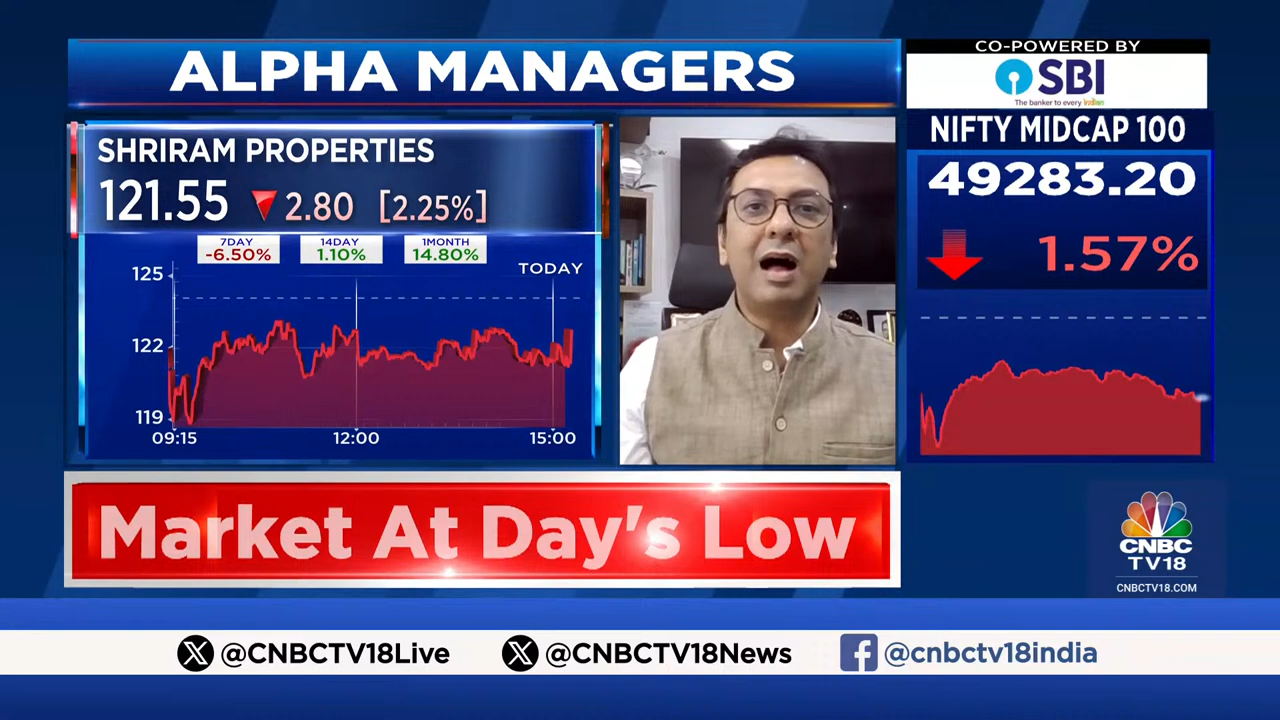 ALPHA MANAGERS
CO-POWERED BY
SBI
The banker to every Indian
SHRIRAM PROPERTIES
121.55 ▼ 2.80 [2.25%]
7DAY 14DAY 1MONTH
-6.50% 1.10% 14.80%
TODAY
125
122
119
09:15 12:00 15:00
NIFTY MIDCAP 100
49283.20
1.57%
Market At Day's Low
CNBC
TV18
CNBCTV18.COM
@CNBCTV18Live @CNBCTV18News @cnbctv18india